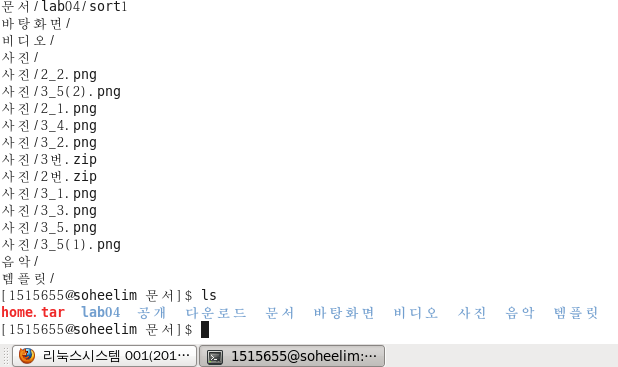 문서/lab04/sort1
바탕화면/
비디오/
사진/
사진/2_2.png
사진/3_5(2).png
사진/2_1.png
사진/3_4.png
사진/3_2.png
사진/3번.zip
사진/2번.zip
사진/3_1.png
사진/3_3.png
사진/3_5.png
사진/3_5(1).png
음악/
템플릿/
[1515655@soheelim 문서]$ ls
home.tar lab04 공개 다운로드 문서 바탕화면 비디오 사진 음악 템플릿
[1515655@soheelim 문서]$
리눅스시스템 001(201··· 1515655@soheelim:···